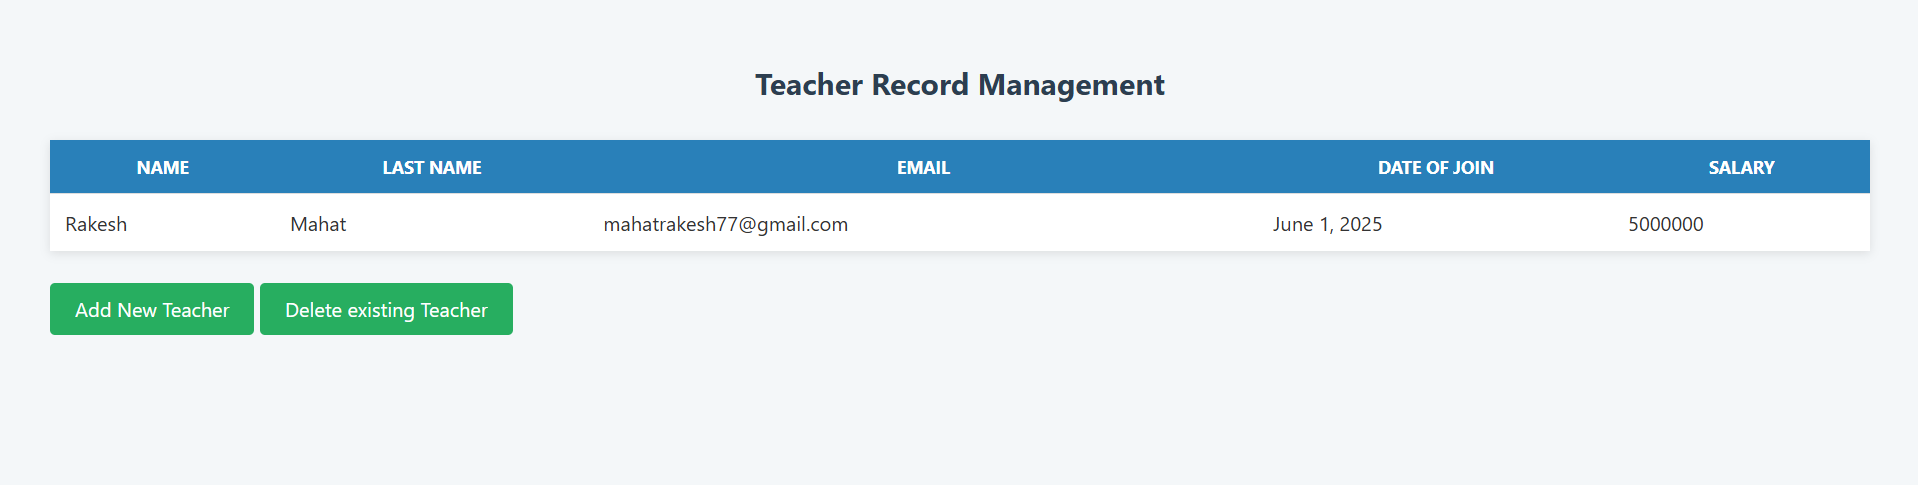 Teacher Record Management
NAME LAST NAME EMAIL DATE OF JOIN SALARY
Rakesh Mahat mahatrakesh77@gmail.com June 1, 2025 5000000
Add New Teacher Delete existing Teacher